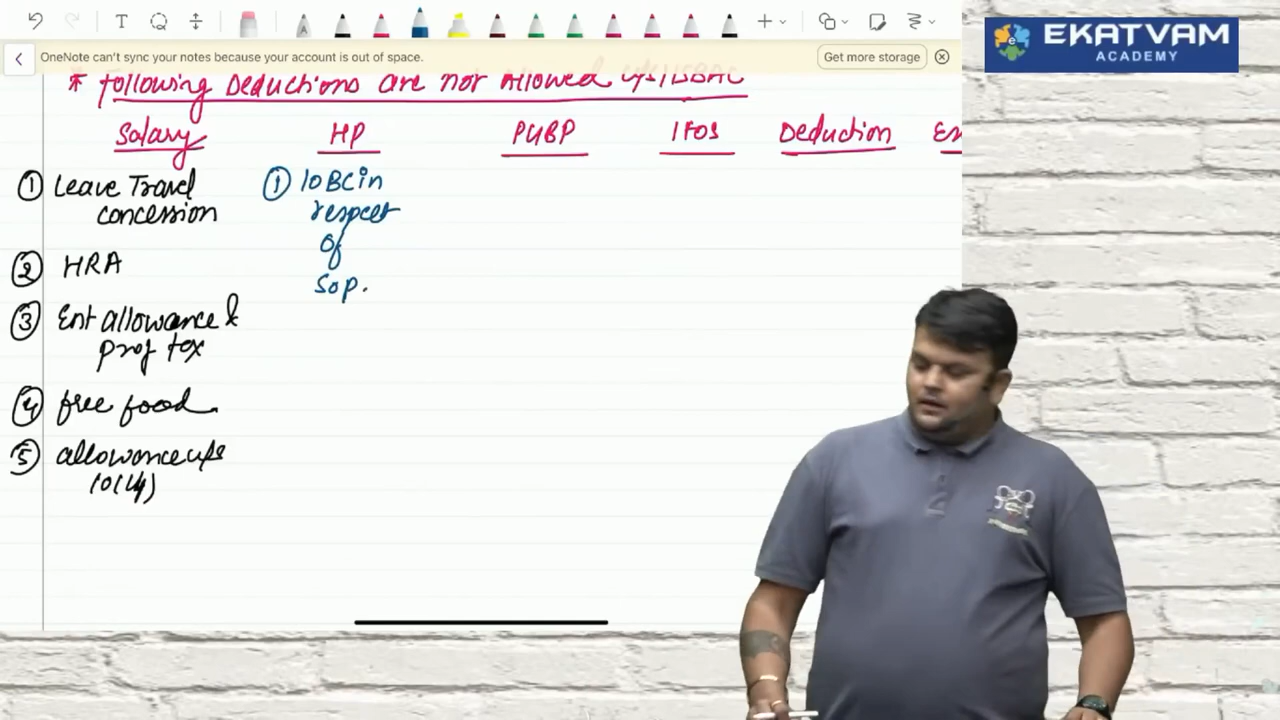 EKATVAM
ACADEMY
OneNote can't sync your notes because your account is out of space.
Get more storage
* Following Deductions are not Allowed u/s 115BAC
Salary HP PGBP IFOS Deduction
① Leave Travel
concession
② HRA
③ Ent allowance &
prof tax
④ free food
⑤ allowance u/s
10(14)
① IOBC in
respect
of
SOP.